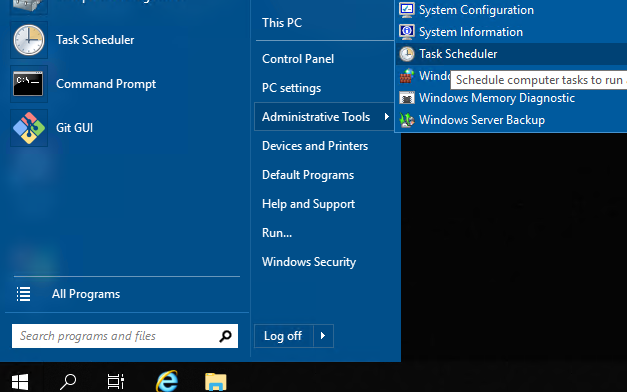 Task Scheduler
Command Prompt
Git GUI
All Programs
Search programs and files
This PC
Control Panel
PC settings
Administrative Tools
Devices and Printers
Default Programs
Help and Support
Run...
Windows Security
Log off
System Configuration
System Information
Task Scheduler
Schedule computer tasks to run
Windows Memory Diagnostic
Windows Server Backup